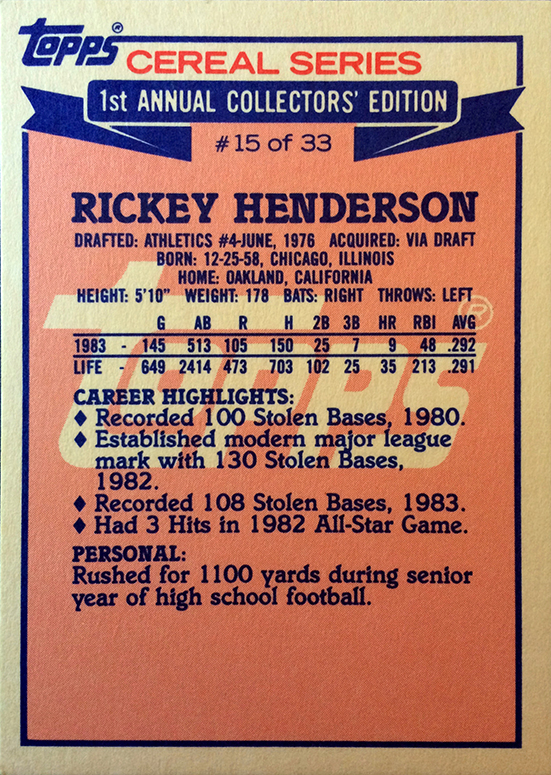 Topps®
CEREAL SERIES
1st ANNUAL COLLECTORS' EDITION
#15 of 33
RICKEY HENDERSON
DRAFTED: ATHLETICS #4-JUNE, 1976 ACQUIRED: VIA DRAFT
BORN: 12-25-58, CHICAGO, ILLINOIS
HOME: OAKLAND, CALIFORNIA
HEIGHT: 5'10" WEIGHT: 178 BATS: RIGHT THROWS: LEFT
G AB R H 2B 3B HR RBI AVG
1983 - 145 513 105 150 25 7 9 48 .292
LIFE - 649 2414 473 703 102 25 35 213 .291
CAREER HIGHLIGHTS:
♦ Recorded 100 Stolen Bases, 1980.
♦ Established modern major league
mark with 130 Stolen Bases,
1982.
♦ Recorded 108 Stolen Bases, 1983.
♦ Had 3 Hits in 1982 All-Star Game.
PERSONAL:
Rushed for 1100 yards during senior
year of high school football.
Topps®